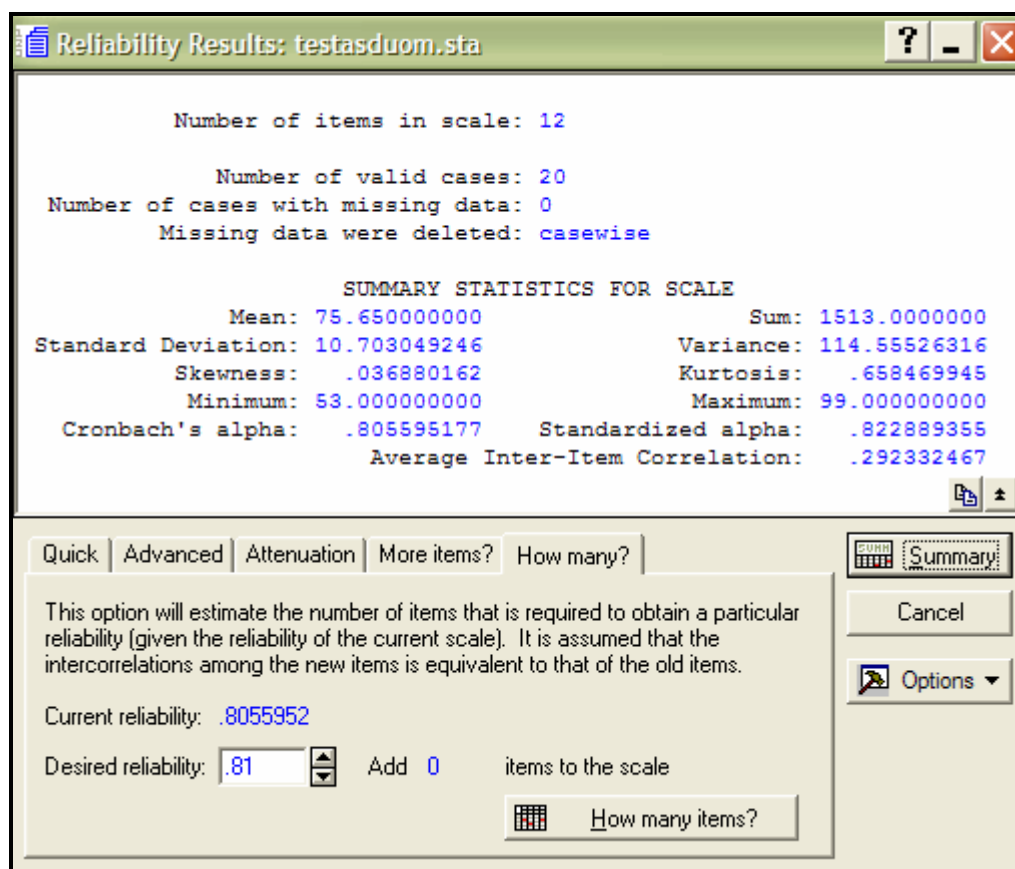 Reliability Results: testasduom.sta
Number of items in scale: 12
Number of valid cases: 20
Number of cases with missing data: 0
Missing data were deleted: casewise
SUMMARY STATISTICS FOR SCALE
Mean: 75.650000000 Sum: 1513.0000000
Standard Deviation: 10.703049246 Variance: 114.55526316
Skewness: .036880162 Kurtosis: .658469945
Minimum: 53.000000000 Maximum: 99.000000000
Cronbach's alpha: .805595177 Standardized alpha: .822889355
Average Inter-Item Correlation: .292332467
Quick Advanced Attenuation More items? How many?
This option will estimate the number of items that is required to obtain a particular
reliability (given the reliability of the current scale). It is assumed that the
intercorrelations among the new items is equivalent to that of the old items.
Current reliability: .8055952
Desired reliability: .81 Add 0 items to the scale
How many items?
Summary
Cancel
Options